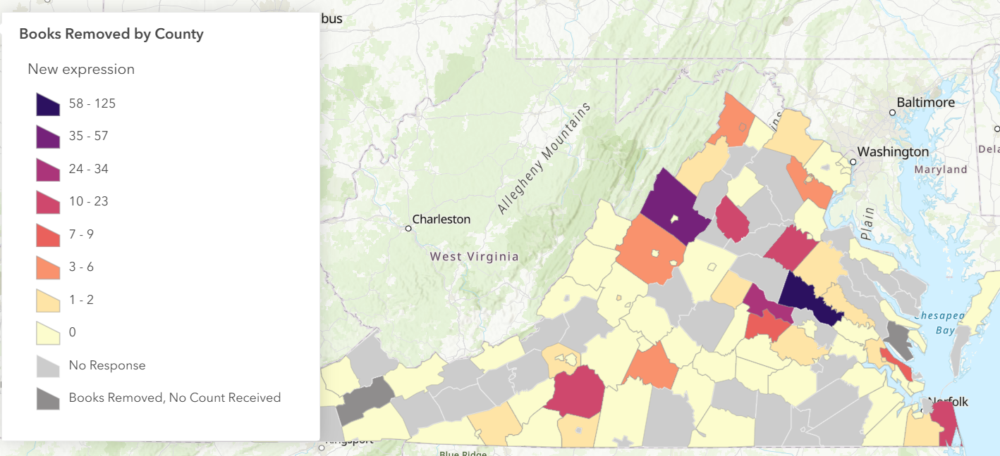 bus
Books Removed by County
New expression
58 - 125
35 - 57
24 - 34
10 - 23
7 - 9
3 - 6
1 - 2
0
No Response
Books Removed, No Count Received
Allegheny Mountains
ins
Baltimore
Washington
Dela
Maryland
Plain
Charleston
West Virginia
Chesapea
Bay
Norfolk
Kingsport
Blue Ridge